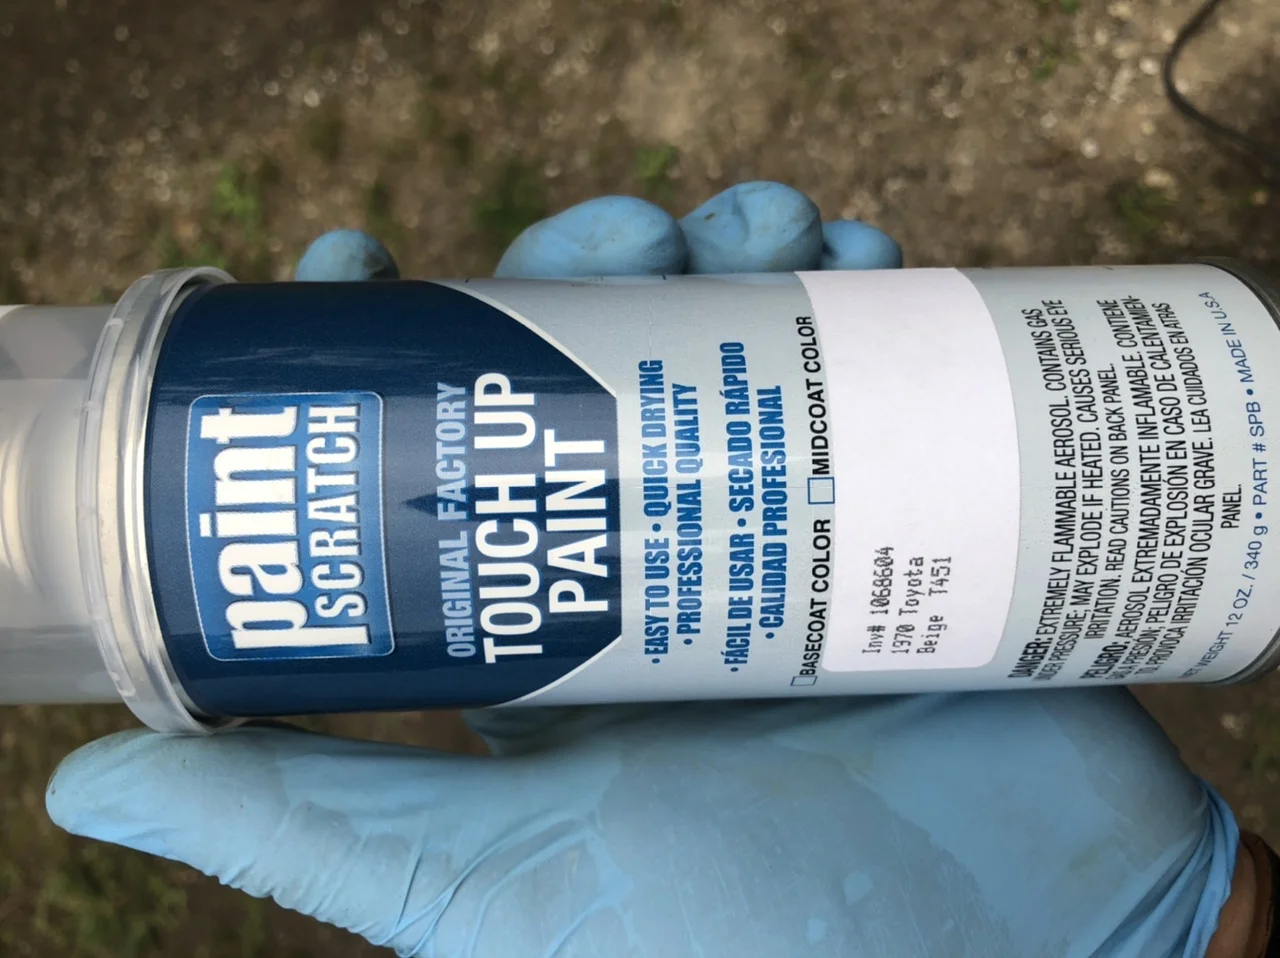 paint
SCRATCH
ORIGINAL FACTORY
TOUCH UP
PAINT
• EASY TO USE • QUICK DRYING
• PROFESSIONAL QUALITY
• FÁCIL DE USAR • SECADO RÁPIDO
• CALIDAD PROFESIONAL
BASECOAT COLOR MIDCOAT COLOR
Inv# 1068604
1970 Toyota
Beige T451
DANGER: EXTREMELY FLAMMABLE AEROSOL. CONTAINS GAS
UNDER PRESSURE; MAY EXPLODE IF HEATED. CAUSES SERIOUS EYE
IRRITATION. READ CAUTIONS ON BACK PANEL.
PELIGRO: AEROSOL EXTREMADAMENTE INFLAMABLE. CONTIENE
GAS A PRESIÓN: PELIGRO DE EXPLOSIÓN EN CASO DE CALENTAMIEN-
TO. PROVOCA IRRITACIÓN OCULAR GRAVE. LEA CUIDADOS EN ATRAS
PANEL.
NET WEIGHT 12 OZ. / 340 g • PART # SPB • MADE IN U.S.A